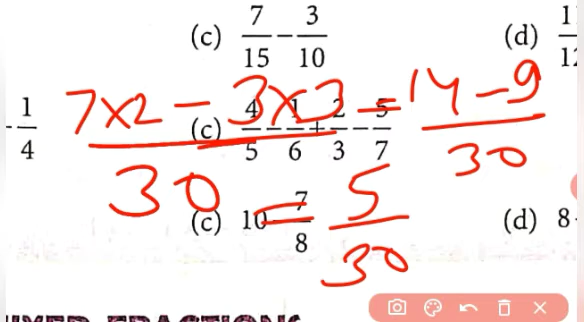 (c) 7/15 − 3/10 (d)
−1/4 (c) 4/5 − 1/6 + 2/3 − 5/7
(7×2 − 3×3)/30 = (14 − 9)/30
= 5/30
(c) 10 − 7/8 (d) 8